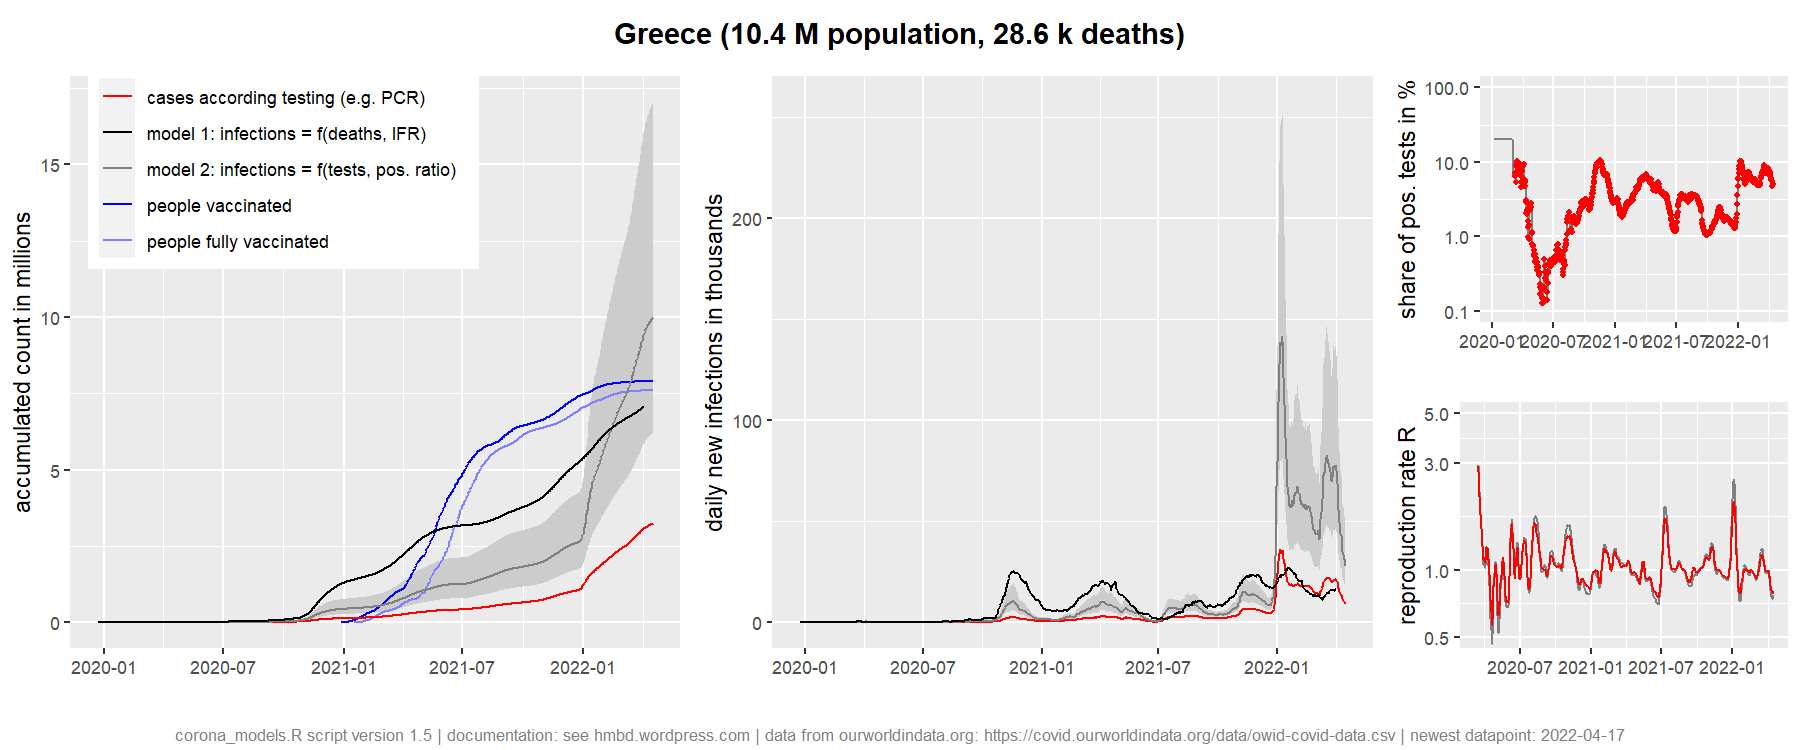 Greece (10.4 M population, 28.6 k deaths)
cases according testing (e.g. PCR)
model 1: infections = f(deaths, IFR)
model 2: infections = f(tests, pos. ratio)
people vaccinated
people fully vaccinated
accumulated count in millions
15
10
5
0
2020-01 2020-07 2021-01 2021-07 2022-01
daily new infections in thousands
200
100
0
2020-01 2020-07 2021-01 2021-07 2022-01
share of pos. tests in %
100.0
10.0
1.0
0.1
2020-01 2020-07 2021-01 2021-07 2022-01
reproduction rate R
5.0
3.0
1.0
0.5
2020-07 2021-01 2021-07 2022-01
corona_models.R script version 1.5 | documentation: see hmbd.wordpress.com | data from ourworldindata.org: https://covid.ourworldindata.org/data/owid-covid-data.csv | newest datapoint: 2022-04-17